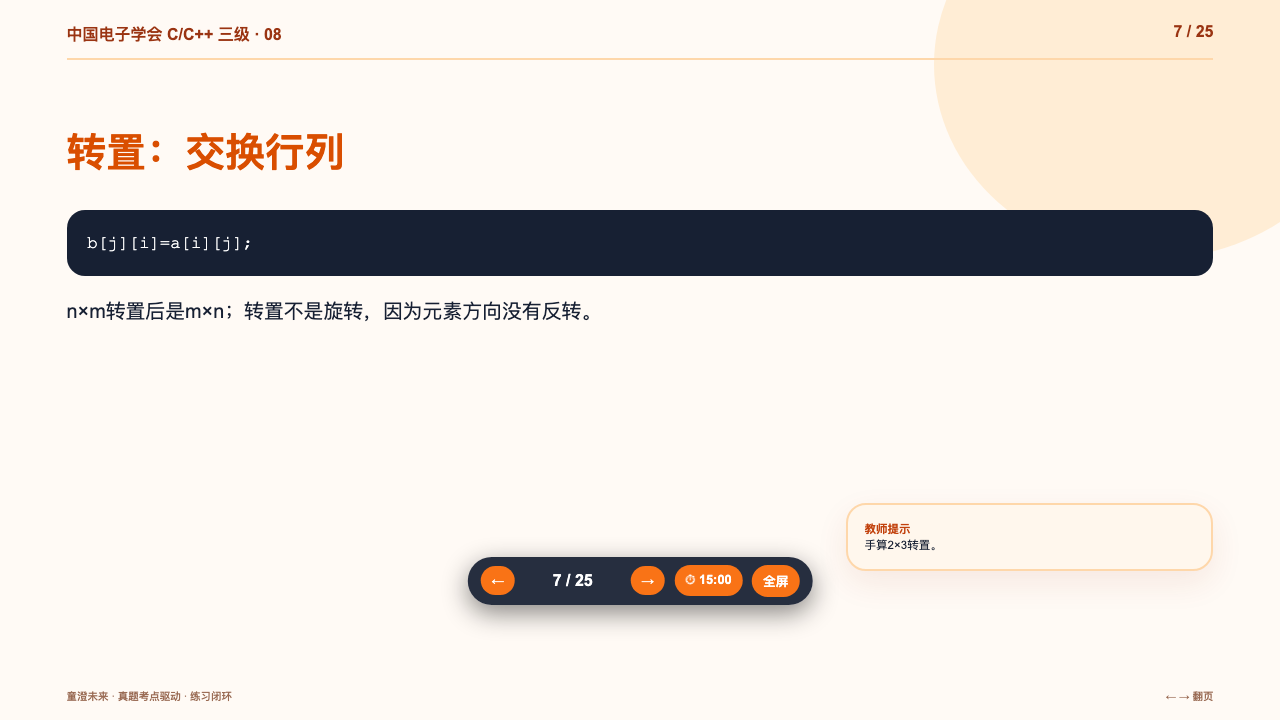 中国电子学会 C/C++ 三级 · 08
7 / 25
转置：交换行列
b[j][i]=a[i][j];
n×m转置后是m×n；转置不是旋转，因为元素方向没有反转。
教师提示
手算2×3转置。
← 7 / 25 → ⏱ 15:00 全屏
童澄未来 · 真题考点驱动 · 练习闭环
←→ 翻页